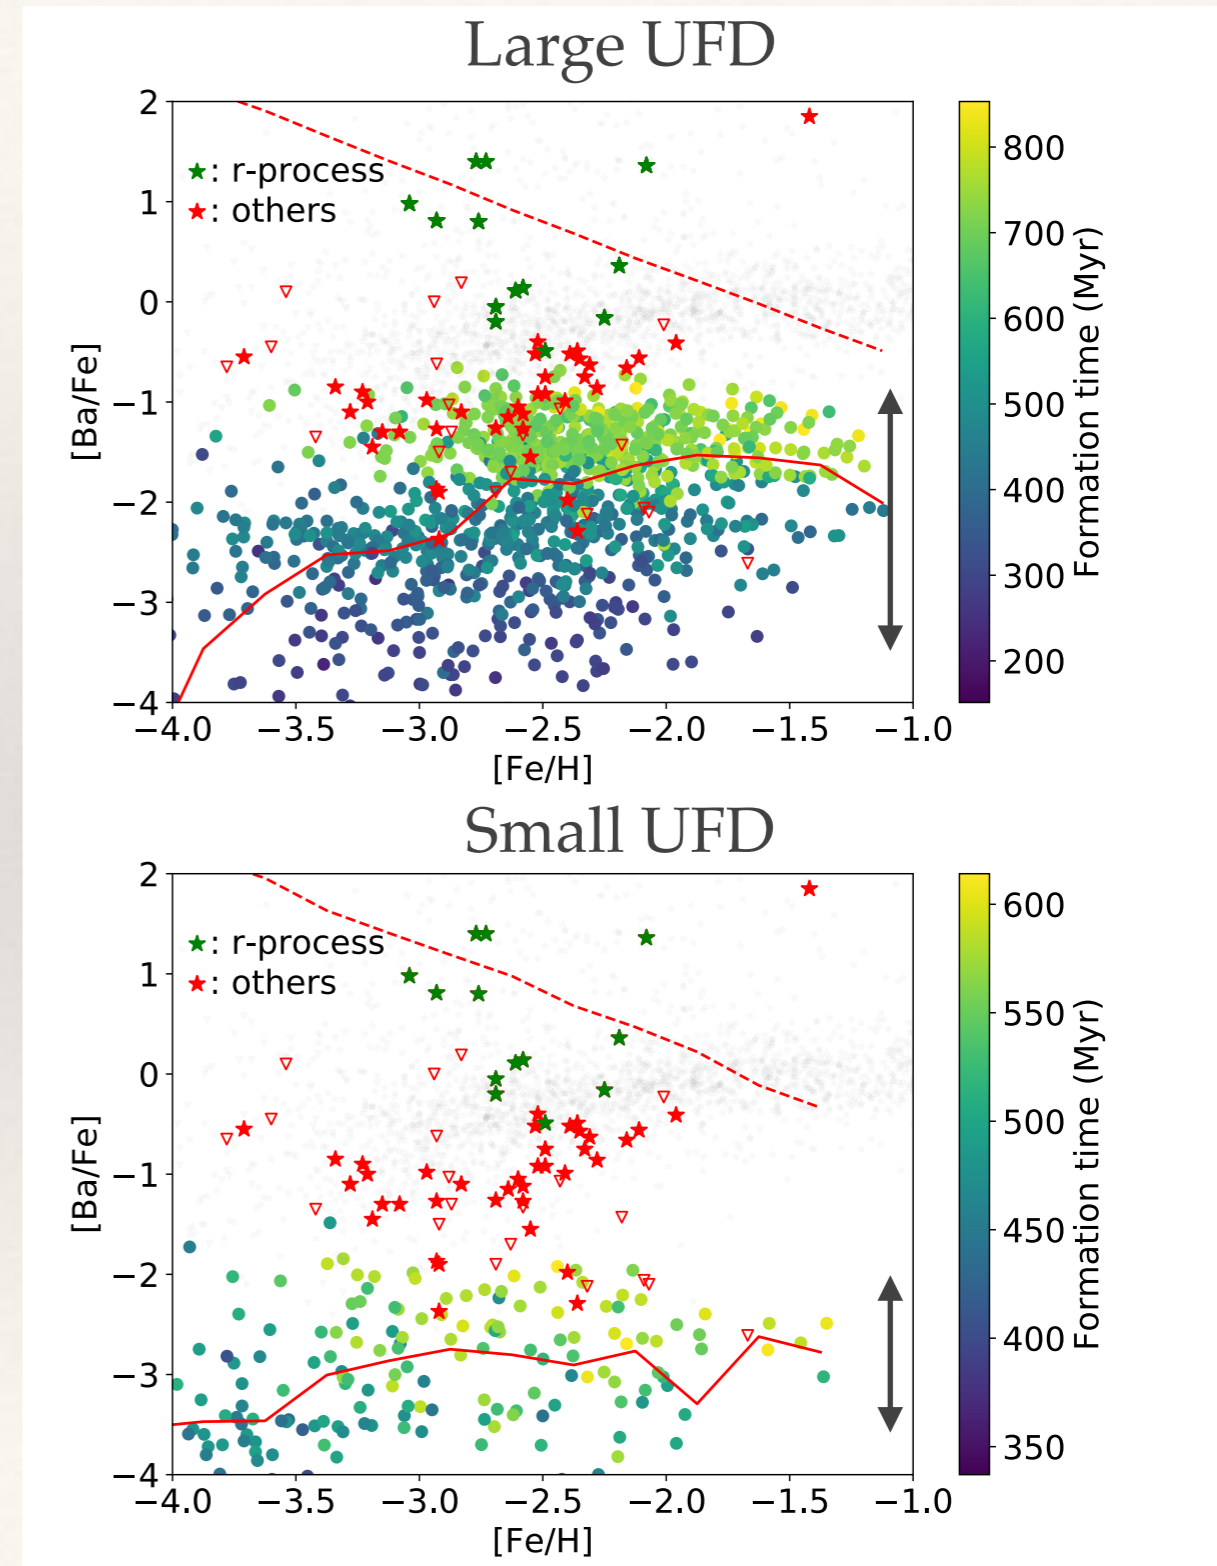 Large UFD
2
1
0
−1
−2
−3
−4
[Ba/Fe]
★: r-process
★: others
−4.0 −3.5 −3.0 −2.5 −2.0 −1.5 −1.0
[Fe/H]
800
700
600
500
400
300
200
Formation time (Myr)
Small UFD
2
1
0
−1
−2
−3
−4
[Ba/Fe]
★: r-process
★: others
−4.0 −3.5 −3.0 −2.5 −2.0 −1.5 −1.0
[Fe/H]
600
550
500
450
400
350
Formation time (Myr)